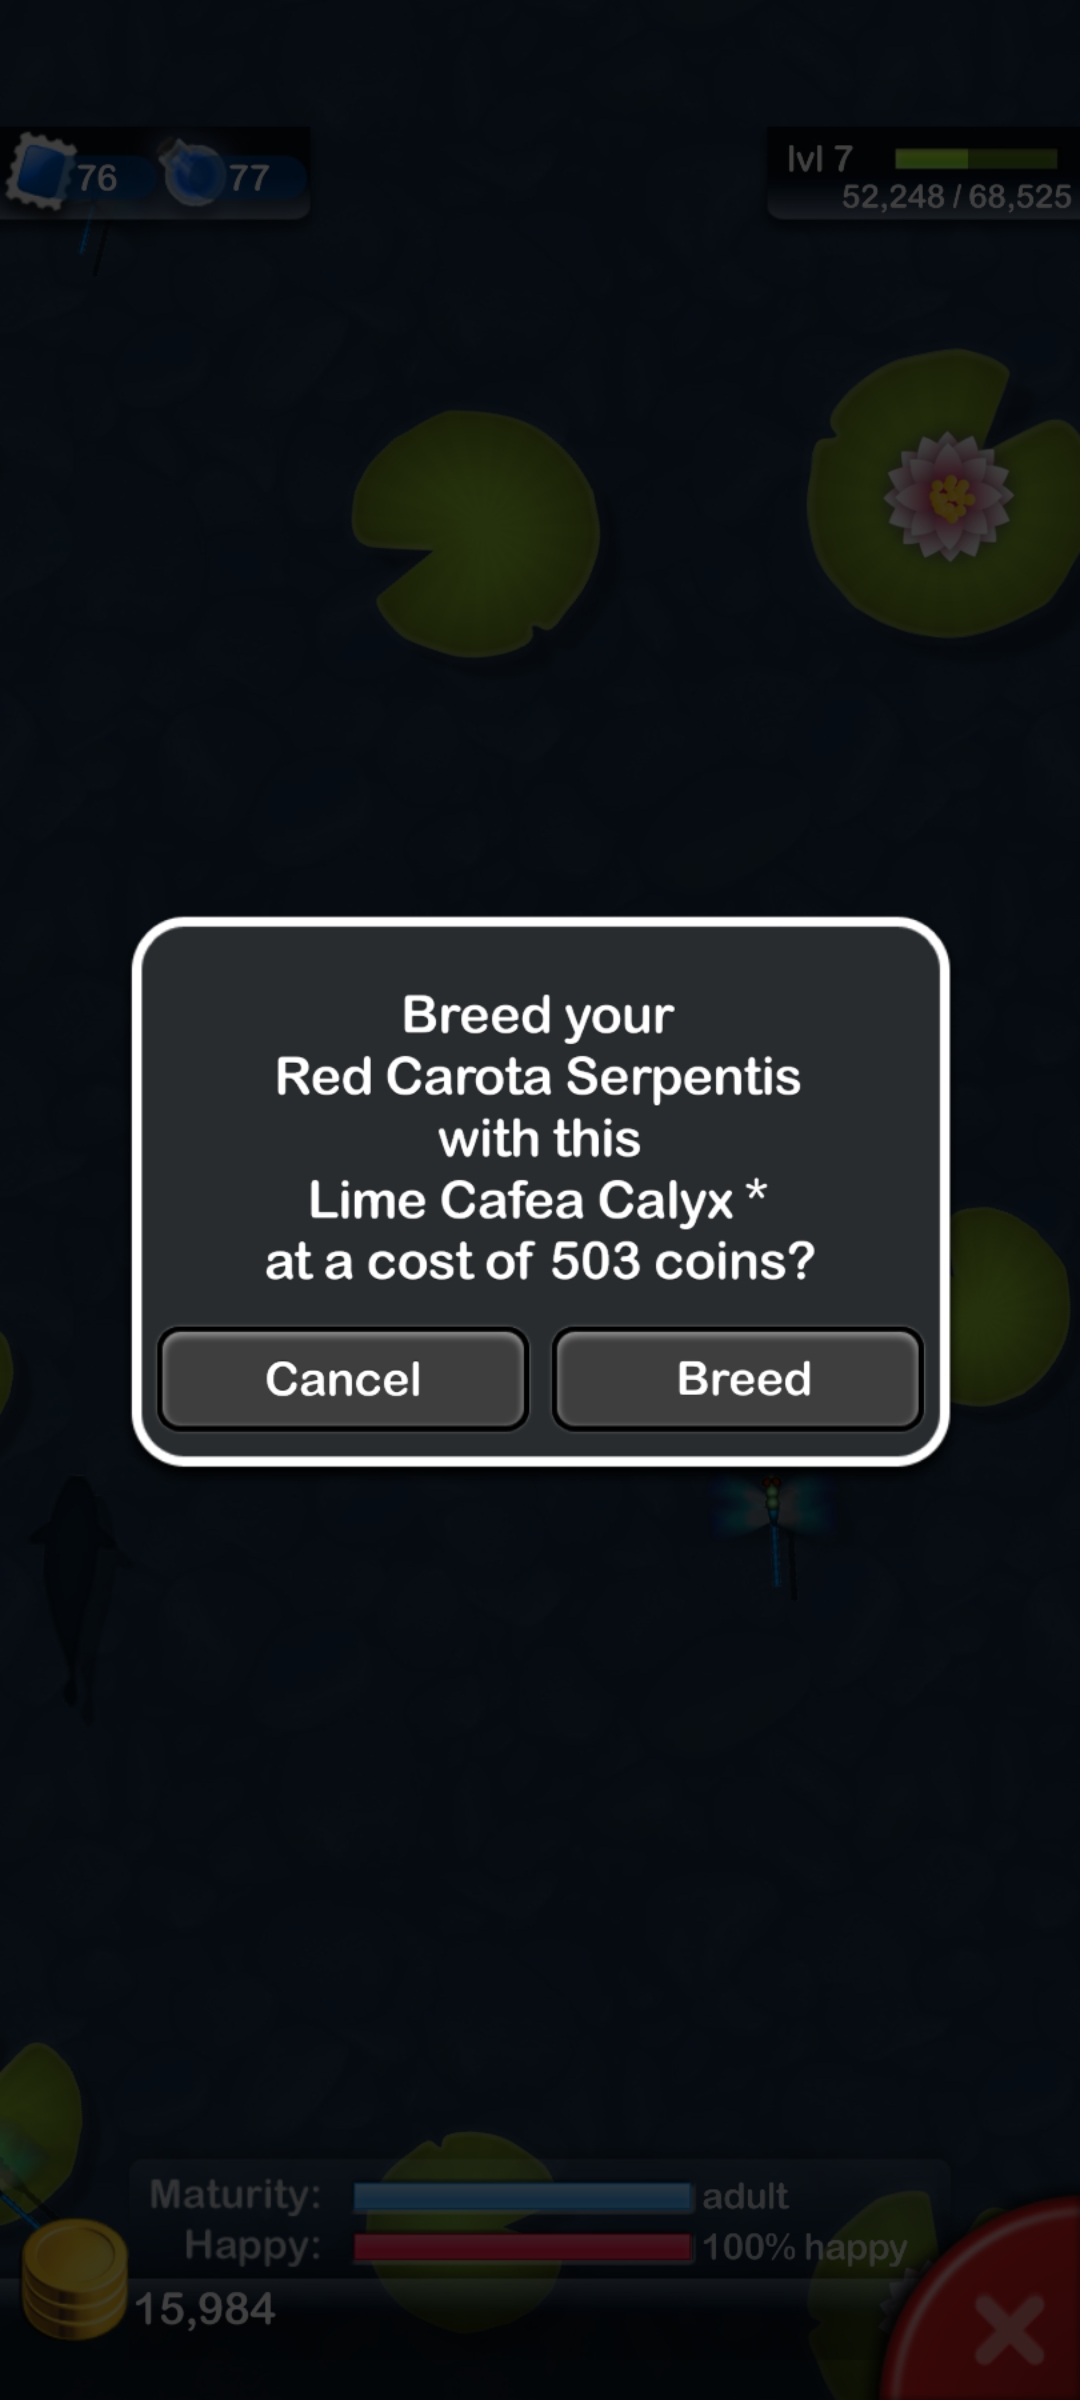 76
77
lvl 7
52,248 / 68,525
Breed your
Red Carota Serpentis
with this
Lime Cafea Calyx *
at a cost of 503 coins?
Cancel
Breed
Maturity:
adult
Happy:
100% happy
15,984